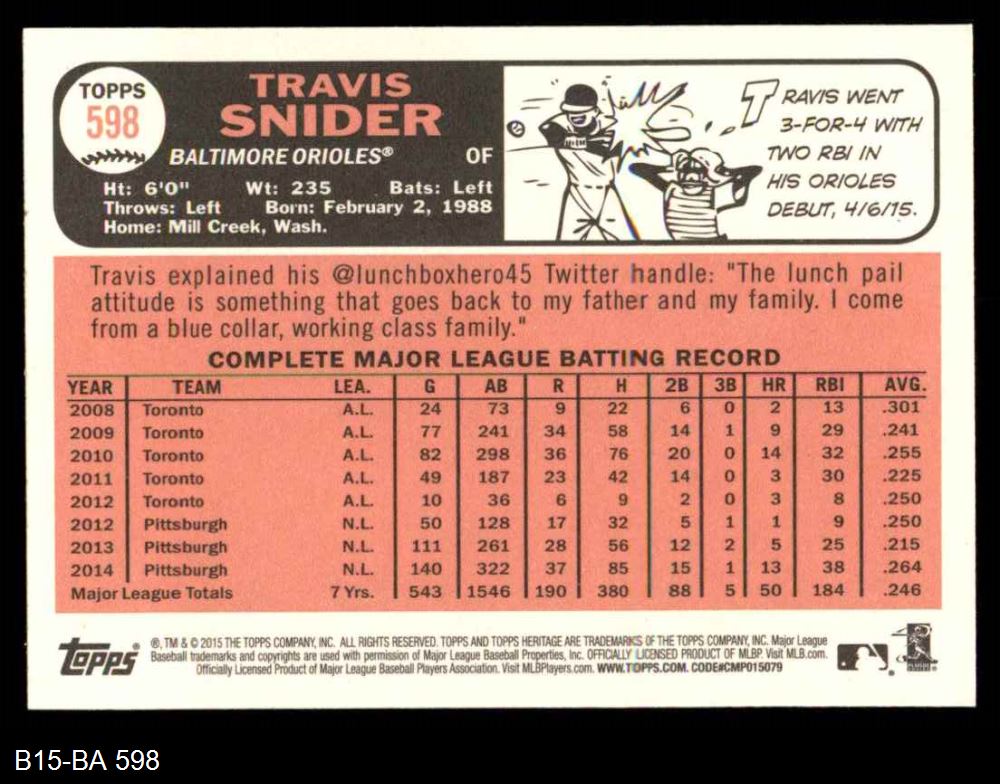 TOPPS
598
TRAVIS
SNIDER
BALTIMORE ORIOLES® OF
Ht: 6'0" Wt: 235 Bats: Left
Throws: Left Born: February 2, 1988
Home: Mill Creek, Wash.
TRAVIS WENT
3-FOR-4 WITH
TWO RBI IN
HIS ORIOLES
DEBUT, 4/6/15.
Travis explained his @lunchboxhero45 Twitter handle: "The lunch pail
attitude is something that goes back to my father and my family. I come
from a blue collar, working class family."
COMPLETE MAJOR LEAGUE BATTING RECORD
YEAR TEAM LEA. G AB R H 2B 3B HR RBI AVG.
2008 Toronto A.L. 24 73 9 22 6 0 2 13 .301
2009 Toronto A.L. 77 241 34 58 14 1 9 29 .241
2010 Toronto A.L. 82 298 36 76 20 0 14 32 .255
2011 Toronto A.L. 49 187 23 42 14 0 3 30 .225
2012 Toronto A.L. 10 36 6 9 2 0 3 8 .250
2012 Pittsburgh N.L. 50 128 17 32 5 1 1 9 .250
2013 Pittsburgh N.L. 111 261 28 56 12 2 5 25 .215
2014 Pittsburgh N.L. 140 322 37 85 15 1 13 38 .264
Major League Totals 7 Yrs. 543 1546 190 380 88 5 50 184 .246
Topps
®, TM & © 2015 THE TOPPS COMPANY, INC. ALL RIGHTS RESERVED. TOPPS AND TOPPS HERITAGE ARE TRADEMARKS OF THE TOPPS COMPANY, INC. Major League
Baseball trademarks and copyrights are used with permission of Major League Baseball Properties, Inc. OFFICIALLY LICENSED PRODUCT OF MLBP. Visit MLB.com.
Officially Licensed Product of Major League Baseball Players Association. Visit MLBPlayers.com. WWW.TOPPS.COM. CODE#CMP015079
B15-BA 598